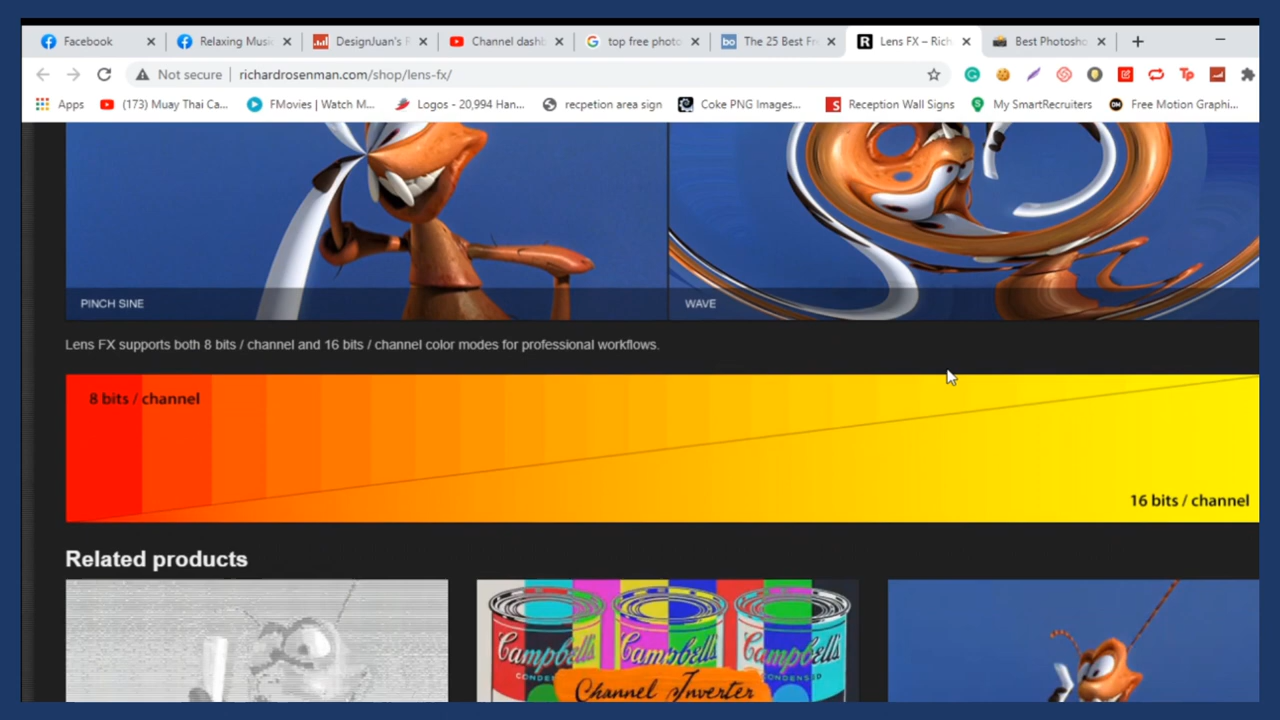 Facebook
Relaxing Music
DesignJuan's
Channel dashb
top free photo
The 25 Best Fr
Lens FX – Rich
Best Photosho
Not secure
richardrosenman.com/shop/lens-fx/
Apps
(173) Muay Thai Ca...
FMovies | Watch M...
Logos - 20,994 Han...
recpetion area sign
Coke PNG Images...
Reception Wall Signs
My SmartRecruiters
Free Motion Graphi...
PINCH SINE
WAVE
Lens FX supports both 8 bits / channel and 16 bits / channel color modes for professional workflows.
8 bits / channel
16 bits / channel
Related products
Campbells Campbells Campbells
CONDENSED
Channel Inverter